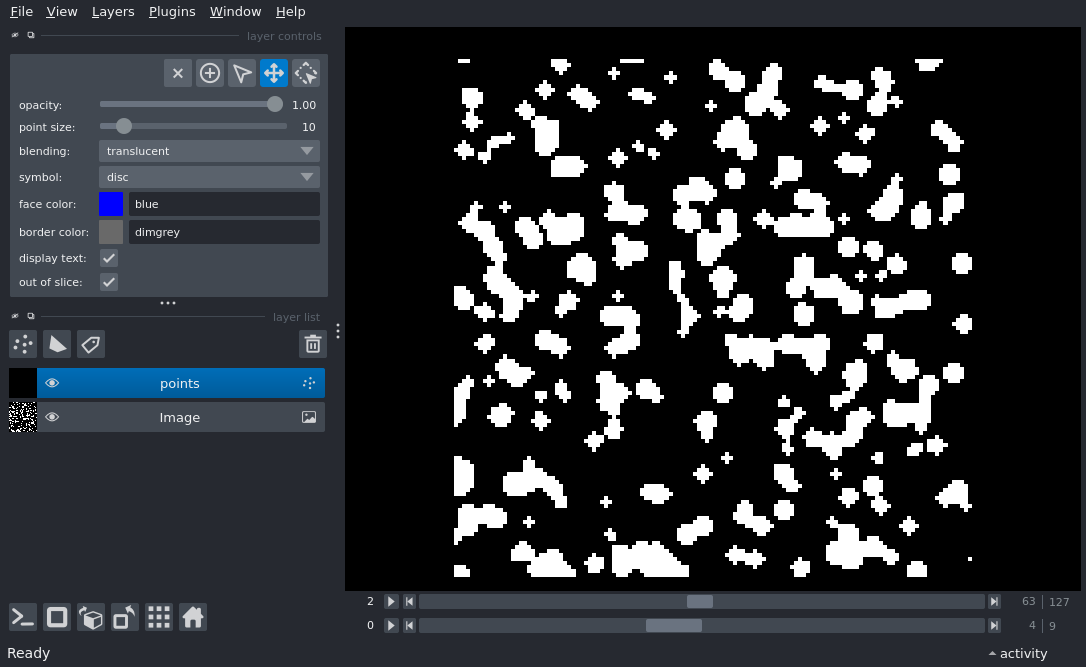 File View Layers Plugins Window Help
layer controls
opacity: 1.00
point size: 10
blending: translucent
symbol: disc
face color: blue
border color: dimgrey
display text:
out of slice:
layer list
points
Image
2 63 127
0 4 9
Ready activity